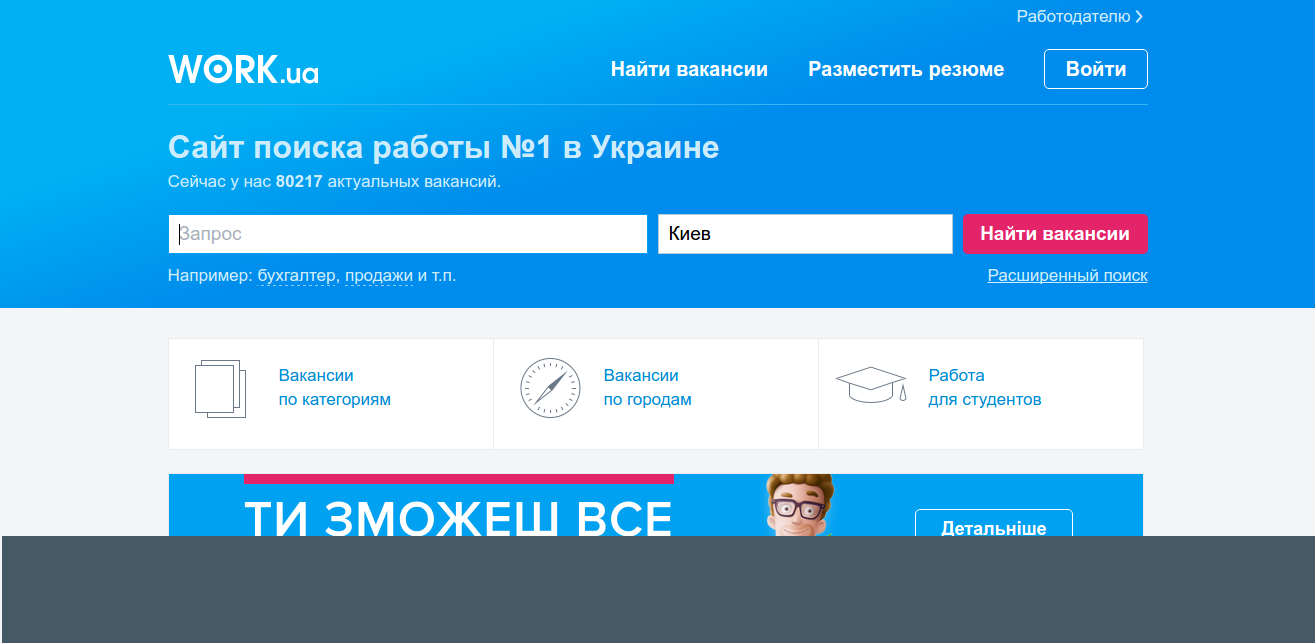 Работодателю
WORK.ua
Найти вакансии
Разместить резюме
Войти
Сайт поиска работы №1 в Украине
Сейчас у нас 80217 актуальных вакансий.
Запрос
Киев
Найти вакансии
Например: бухгалтер, продажи и т.п.
Расширенный поиск
Вакансии
по категориям
Вакансии
по городам
Работа
для студентов
ТИ ЗМОЖЕШ ВСЕ
Детальніше